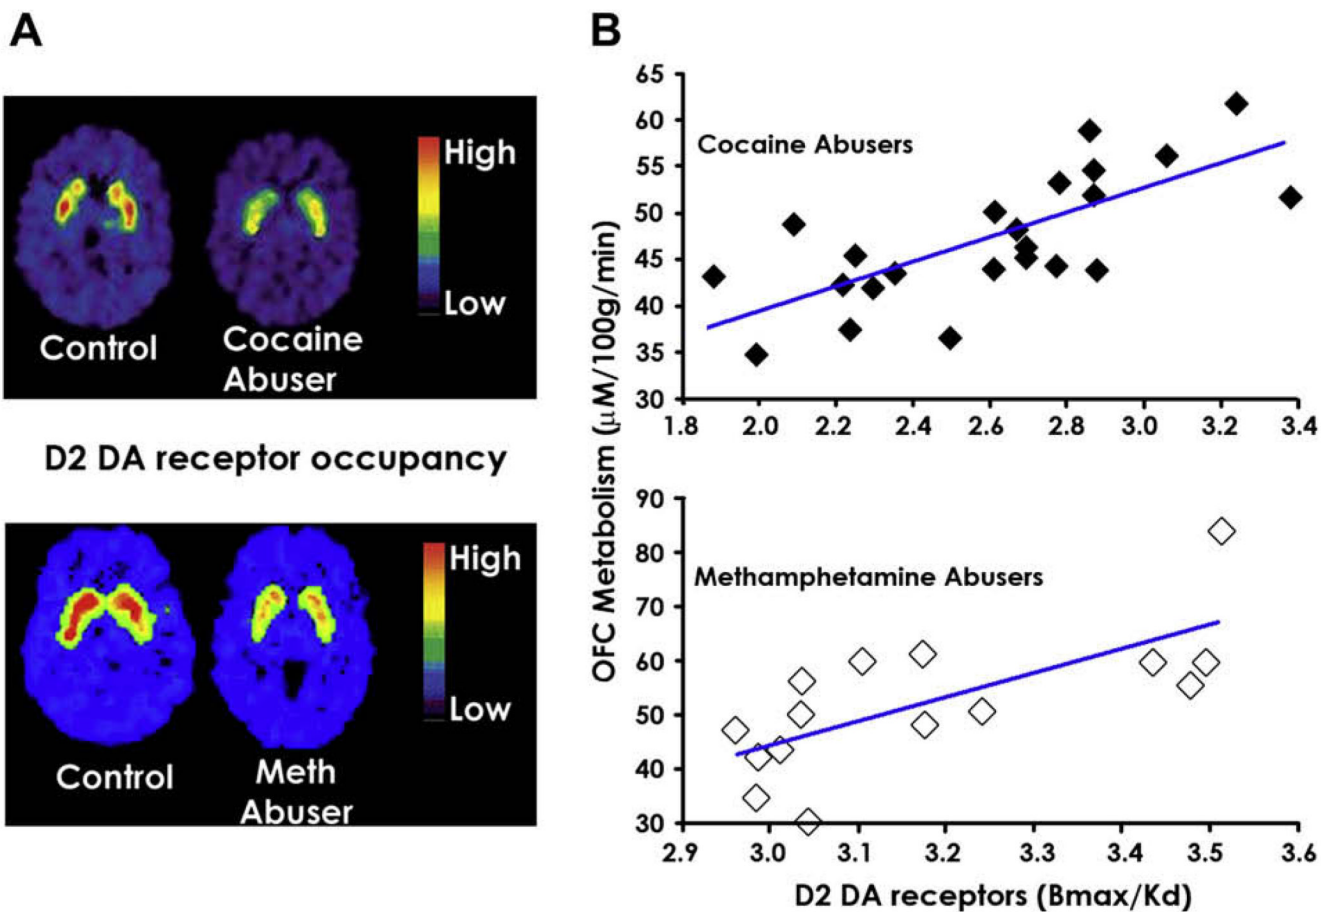 A
High
Low
Control
Cocaine
Abuser
D2 DA receptor occupancy
High
Low
Control
Meth
Abuser
B
OFC Metabolism (μM/100g/min)
65
60
55
50
45
40
35
30
Cocaine Abusers
1.8 2.0 2.2 2.4 2.6 2.8 3.0 3.2 3.4
90
80
70
60
50
40
30
Methamphetamine Abusers
2.9 3.0 3.1 3.2 3.3 3.4 3.5 3.6
D2 DA receptors (Bmax/Kd)